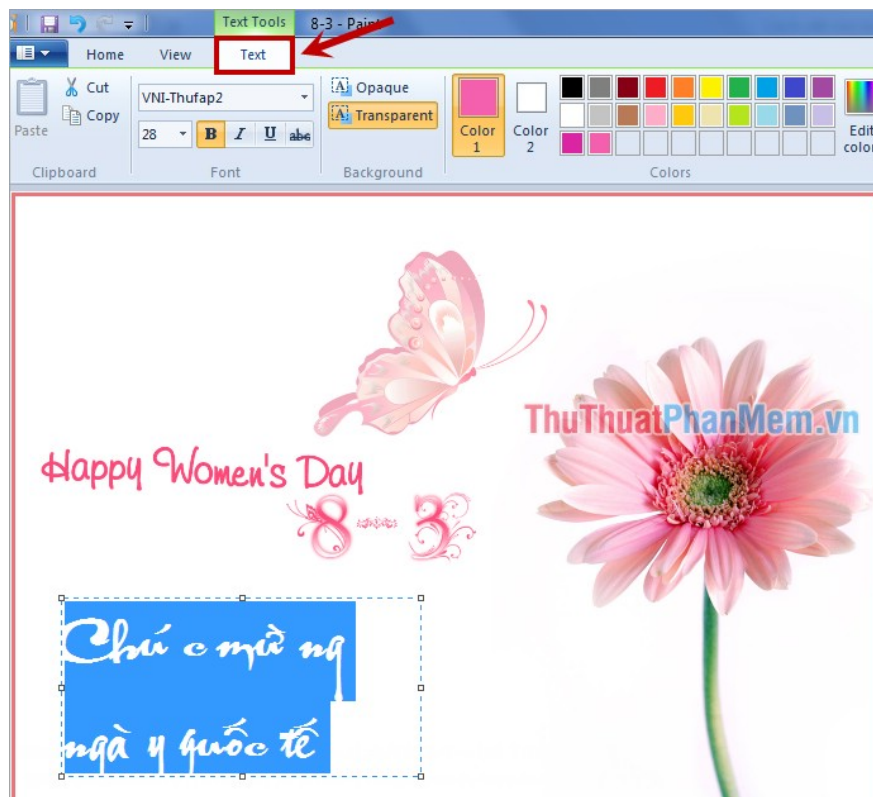 Text Tools
8-3 - Paint
Home View Text
Paste
Cut
Copy
Clipboard
VNI-Thufap2
28 B I U abc
Font
Opaque
Transparent
Background
Color 1
Color 2
Edit
Colors
ThuThuatPhanMem.vn
Happy Women's Day
8 3
Chú c mừ ng
ngà y quốc tế